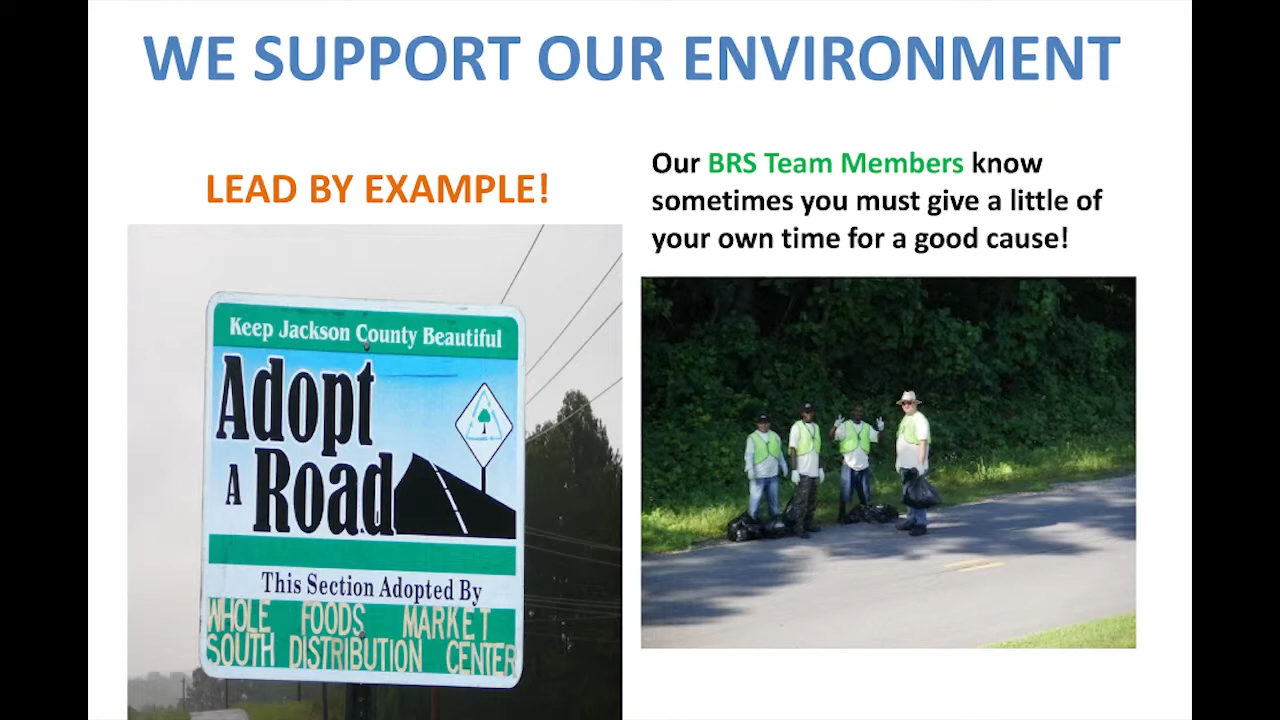 WE SUPPORT OUR ENVIRONMENT
LEAD BY EXAMPLE!
Our BRS Team Members know
sometimes you must give a little of
your own time for a good cause!
Keep Jackson County Beautiful
Adopt
A Road
This Section Adopted By
WHOLE FOODS MARKET
SOUTH DISTRIBUTION CENTER